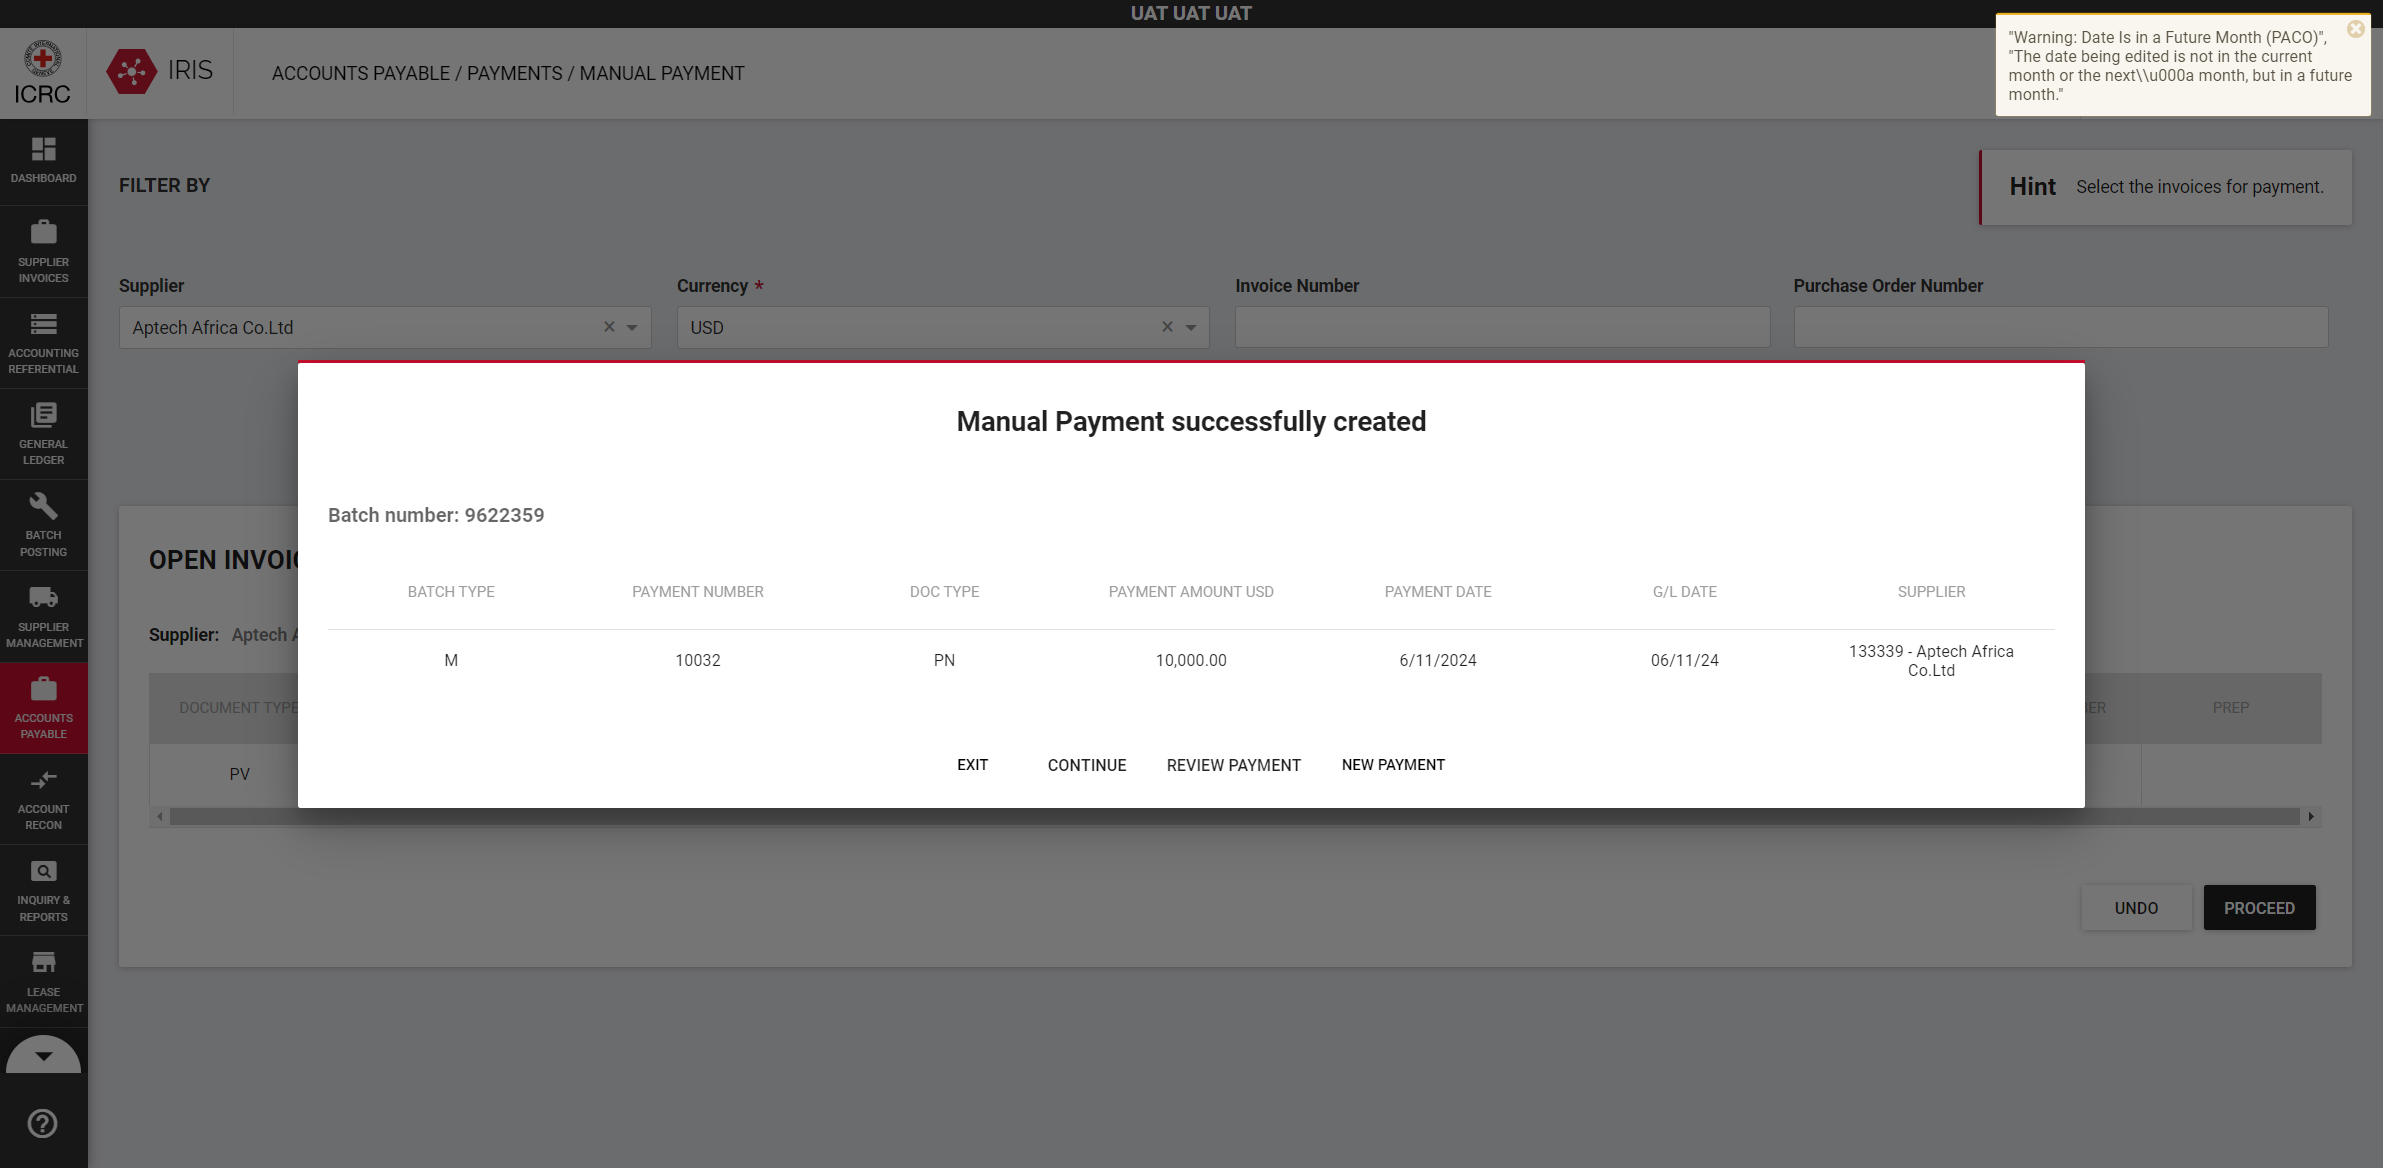 UAT UAT UAT
ICRC
IRIS
ACCOUNTS PAYABLE / PAYMENTS / MANUAL PAYMENT
"Warning: Date Is in a Future Month (PACO)",
"The date being edited is not in the current
month or the next\\u000a month, but in a future
month."
DASHBOARD
SUPPLIER
INVOICES
ACCOUNTING
REFERENTIAL
GENERAL
LEDGER
BATCH
POSTING
SUPPLIER
MANAGEMENT
ACCOUNTS
PAYABLE
ACCOUNT
RECON
INQUIRY &
REPORTS
LEASE
MANAGEMENT
FILTER BY
Hint Select the invoices for payment.
Supplier Currency * Invoice Number Purchase Order Number
Aptech Africa Co.Ltd USD
Manual Payment successfully created
Batch number: 9622359
BATCH TYPE PAYMENT NUMBER DOC TYPE PAYMENT AMOUNT USD PAYMENT DATE G/L DATE SUPPLIER
M 10032 PN 10,000.00 6/11/2024 06/11/24 133339 - Aptech Africa
Co.Ltd
EXIT CONTINUE REVIEW PAYMENT NEW PAYMENT
OPEN INVOI
Supplier: Aptech A
DOCUMENT TYPE BER PREP
PV
UNDO PROCEED